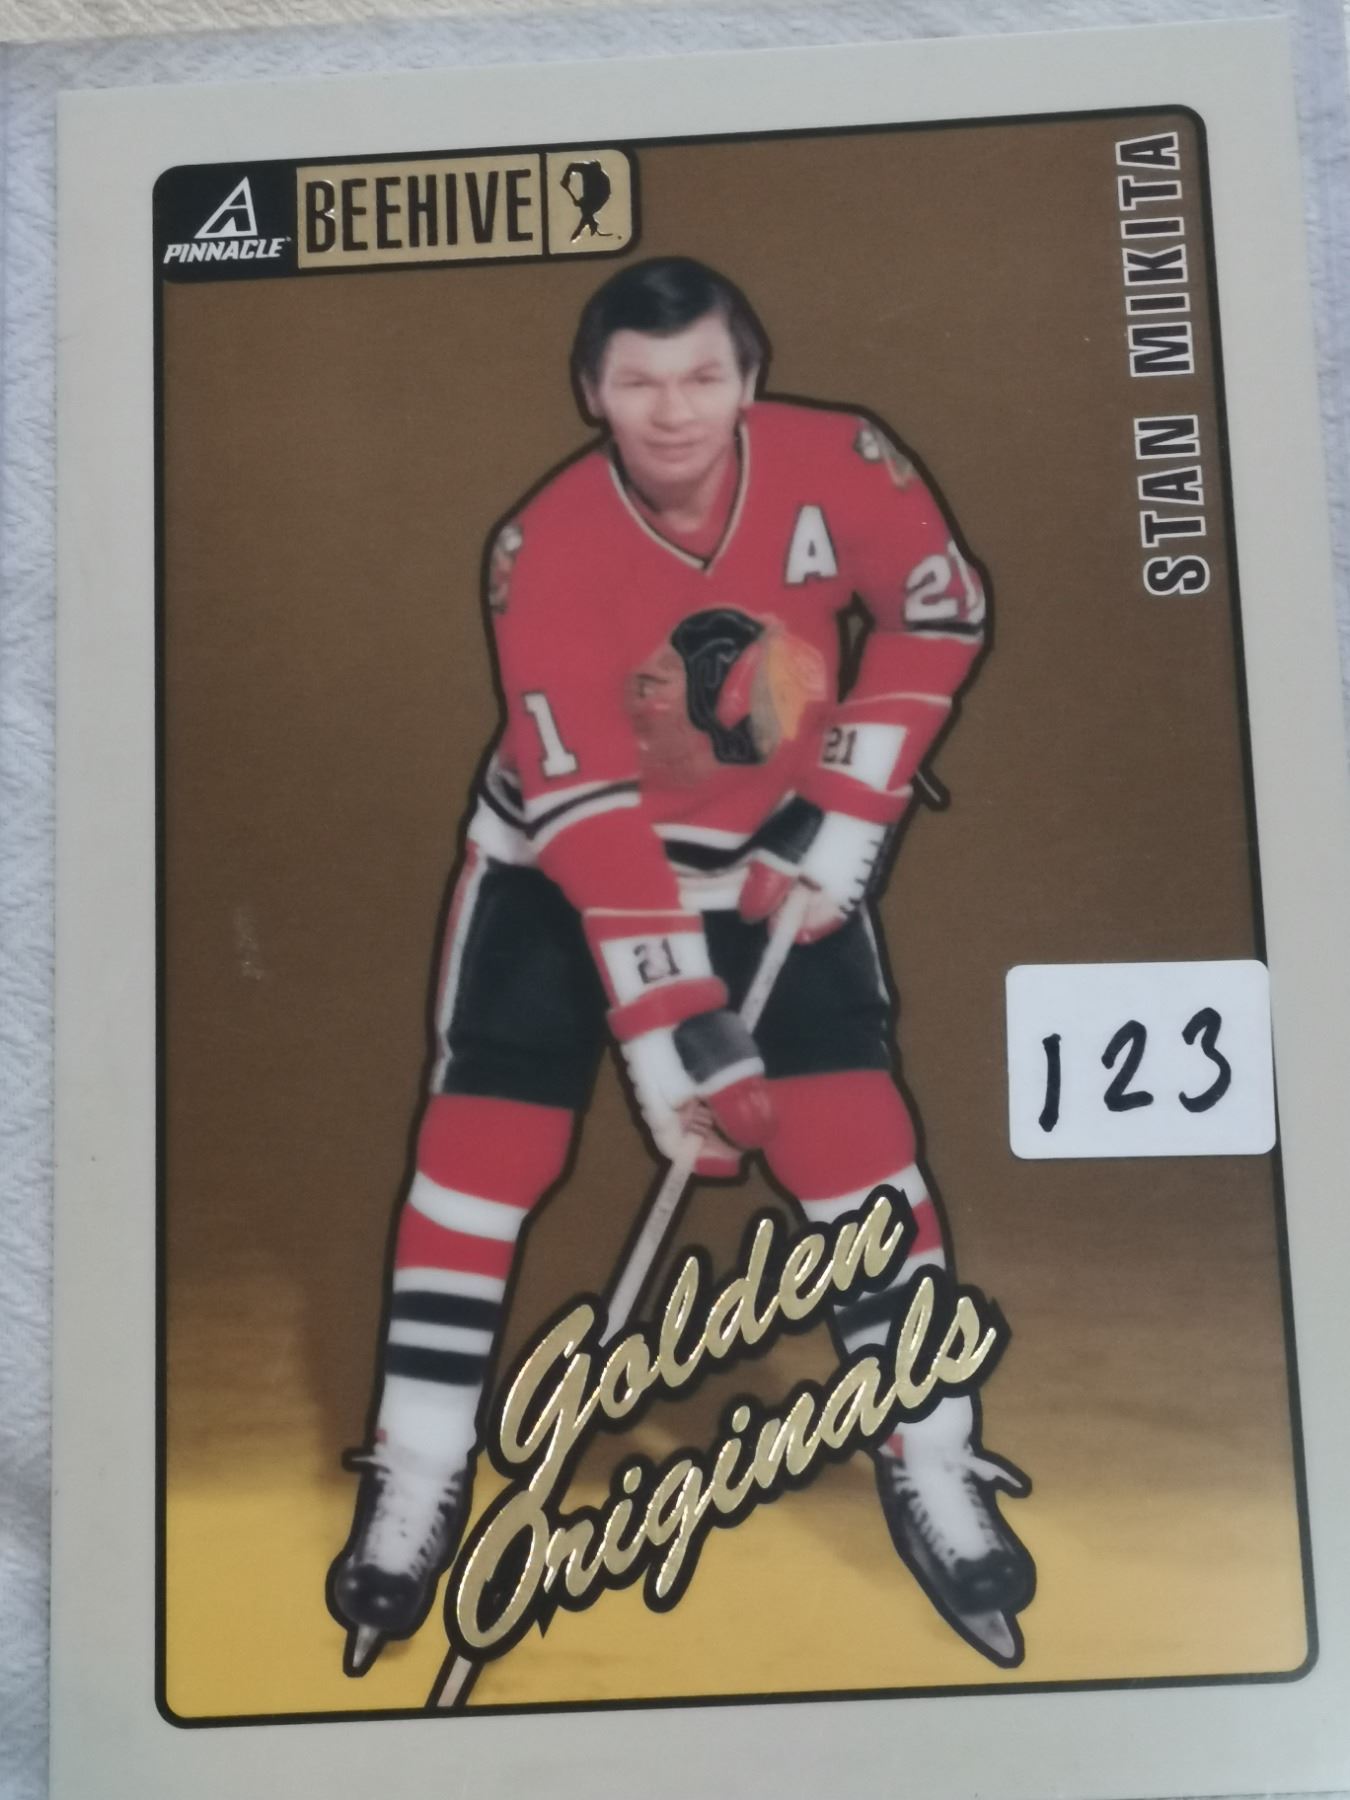 PINNACLE
BEEHIVE
STAN MIKITA
A
21
1
21
21
123
Golden
Originals